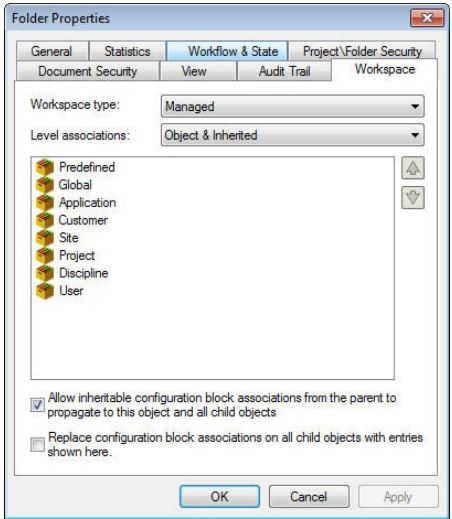 Folder Properties
General Statistics Workflow & State Project\Folder Security
Document Security View Audit Trail Workspace
Workspace type: Managed
Level associations: Object & Inherited
Predefined
Global
Application
Customer
Site
Project
Discipline
User
Allow inheritable configuration block associations from the parent to
propagate to this object and all child objects
Replace configuration block associations on all child objects with entries
shown here.
OK Cancel Apply